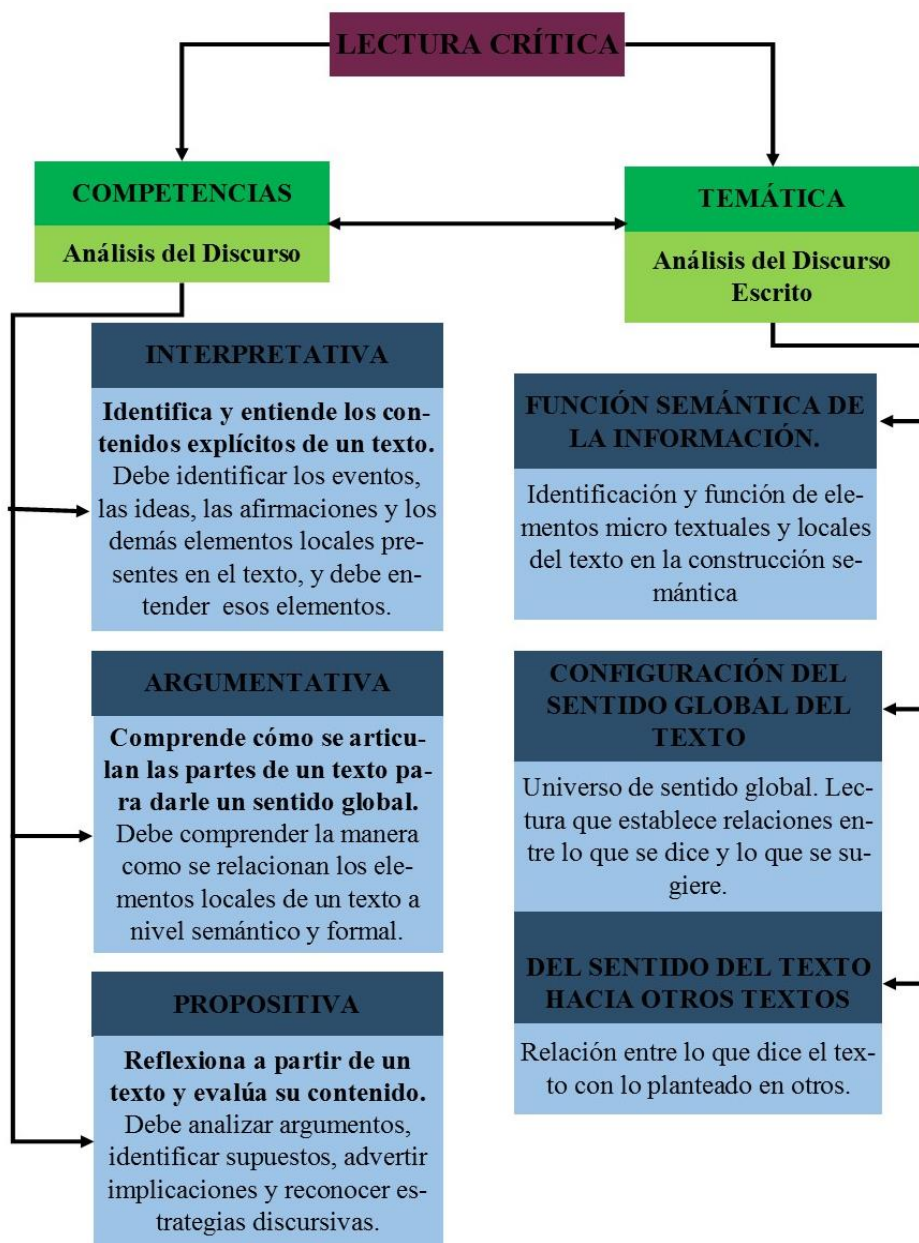 LECTURA CRÍTICA
COMPETENCIAS
Análisis del Discurso
TEMÁTICA
Análisis del Discurso
Escrito
INTERPRETATIVA
Identifica y entiende los con-
tenidos explícitos de un texto.
Debe identificar los eventos,
las ideas, las afirmaciones y los
demás elementos locales pre-
sentes en el texto, y debe en-
tender esos elementos.
ARGUMENTATIVA
Comprende cómo se articu-
lan las partes de un texto pa-
ra darle un sentido global.
Debe comprender la manera
como se relacionan los ele-
mentos locales de un texto a
nivel semántico y formal.
PROPOSITIVA
Reflexiona a partir de un
texto y evalúa su contenido.
Debe analizar argumentos,
identificar supuestos, advertir
implicaciones y reconocer es-
trategias discursivas.
FUNCIÓN SEMÁNTICA DE
LA INFORMACIÓN.
Identificación y función de ele-
mentos micro textuales y locales
del texto en la construcción se-
mántica
CONFIGURACIÓN DEL
SENTIDO GLOBAL DEL
TEXTO
Universo de sentido global. Lec-
tura que establece relaciones en-
tre lo que se dice y lo que se su-
giere.
DEL SENTIDO DEL TEXTO
HACIA OTROS TEXTOS
Relación entre lo que dice el tex-
to con lo planteado en otros.